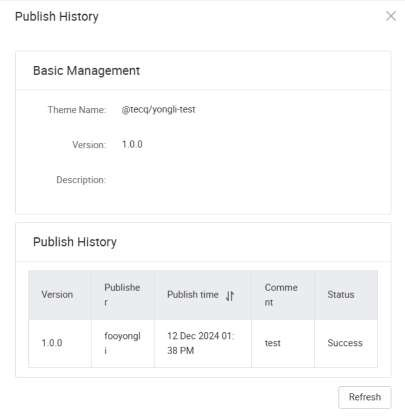 Publish History
Basic Management
Theme Name: @tecq/yongli-test
Version: 1.0.0
Description:
Publish History
Version Publishe
r Publish time Comme
nt Status
1.0.0 fooyongl
i 12 Dec 2024 01:
38 PM test Success
Refresh